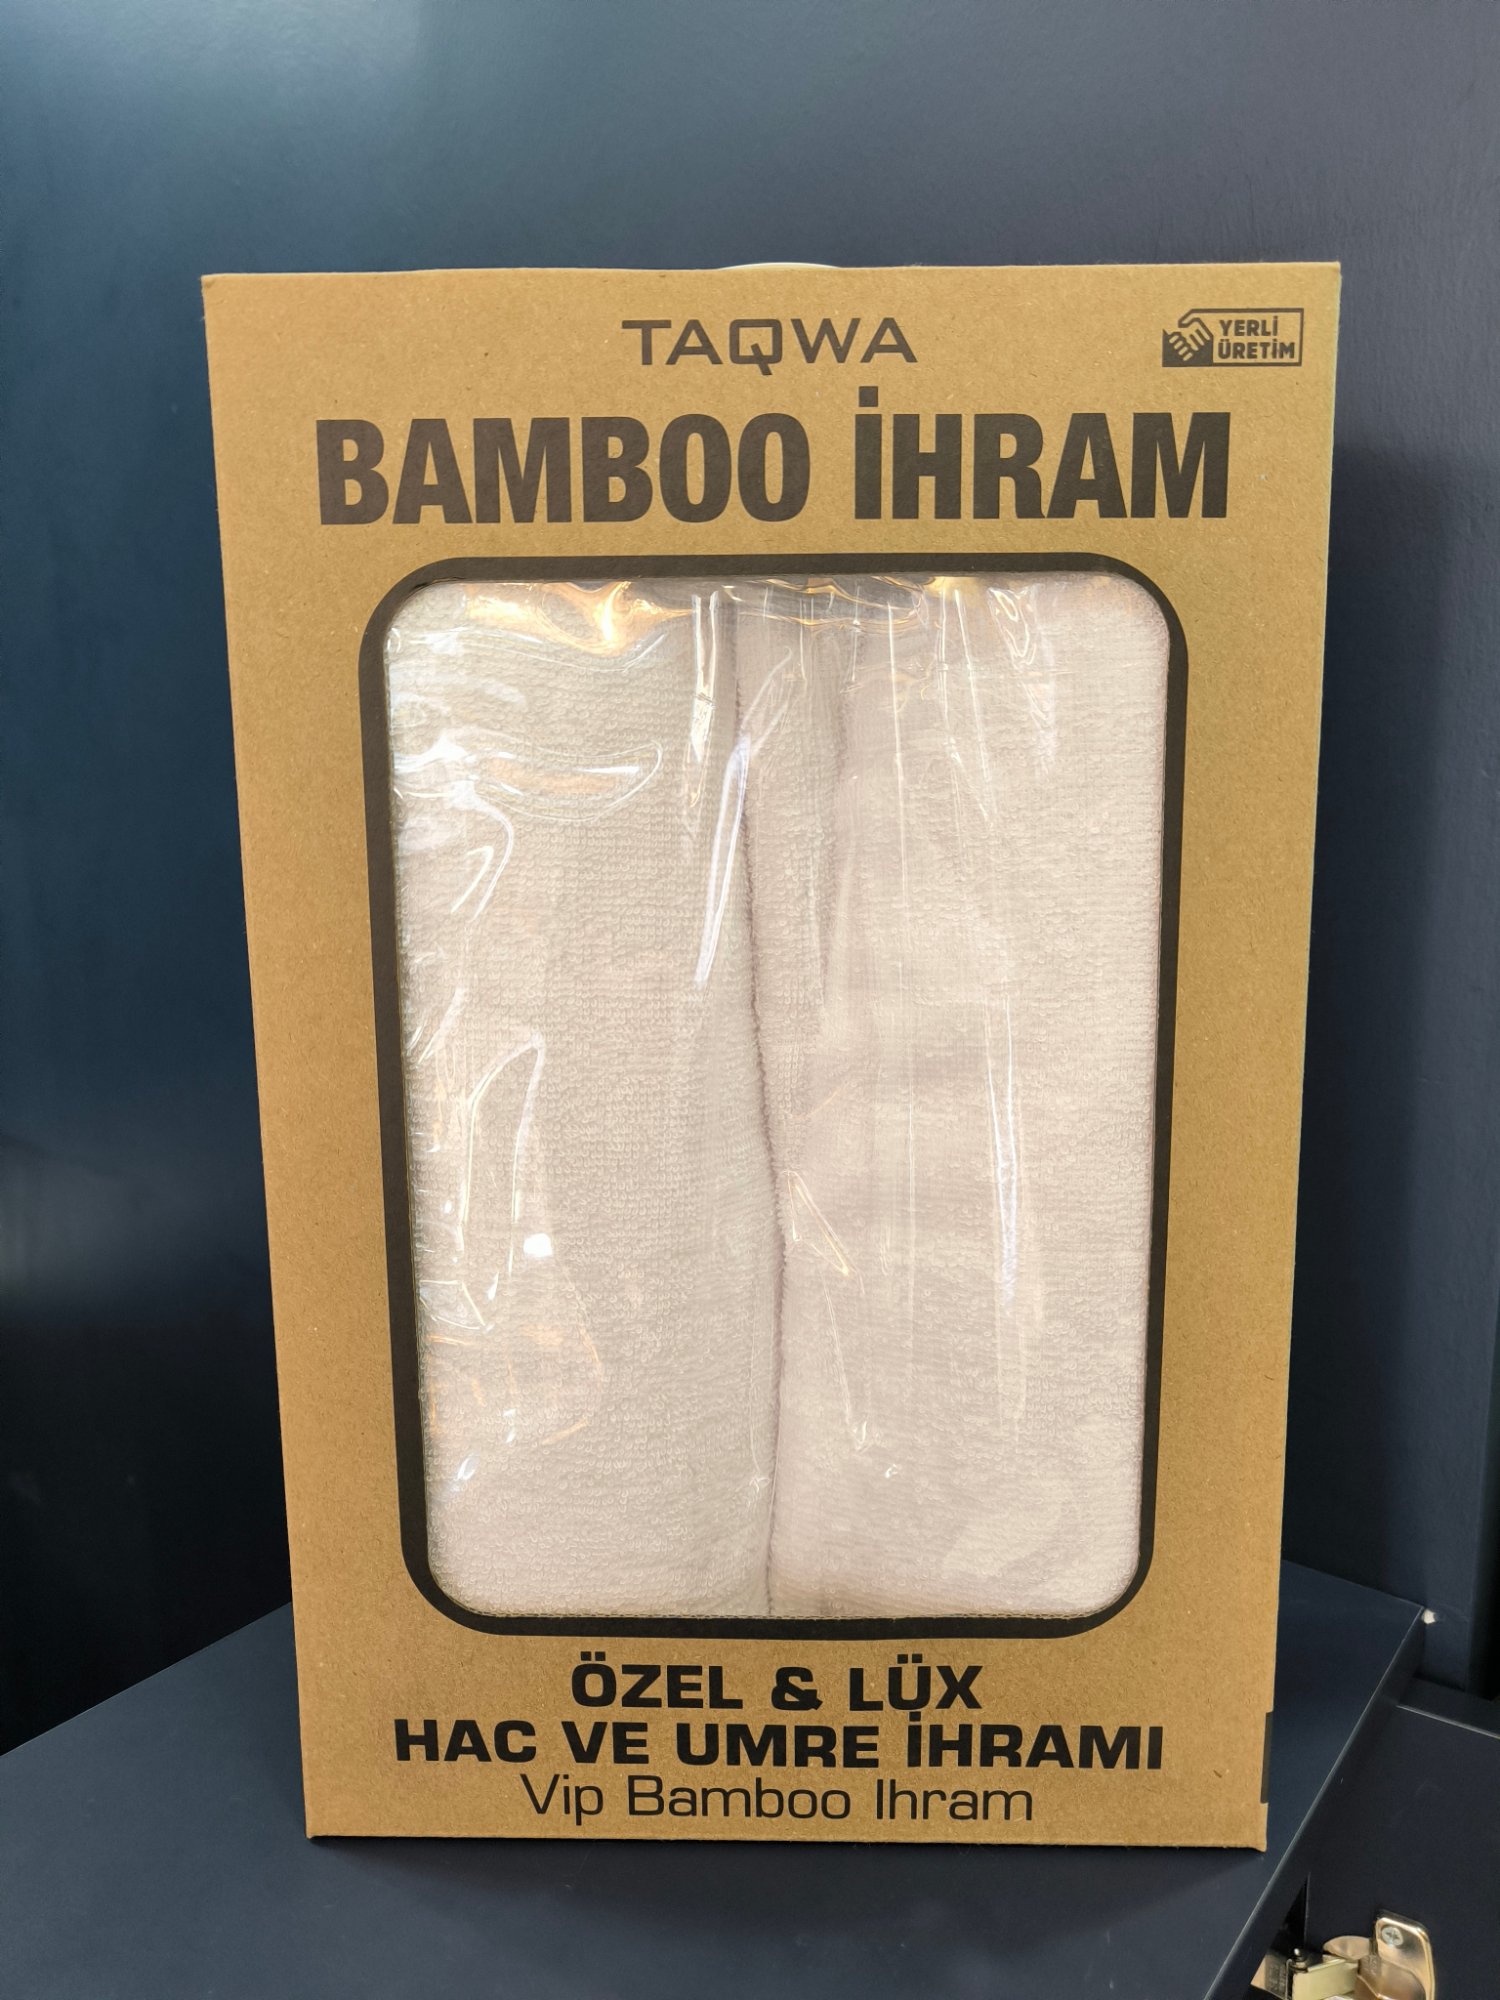 TAQWA
YERLİ
ÜRETİM
BAMBOO İHRAM
ÖZEL & LÜX
HAC VE UMRE İHRAMI
Vip Bamboo Ihram